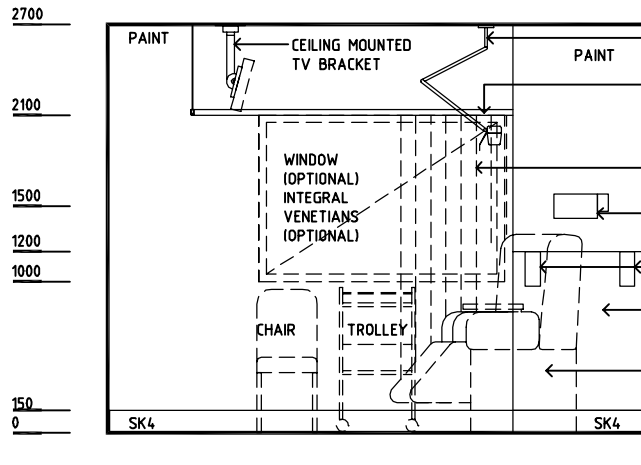 2700
PAINT
CEILING MOUNTED
TV BRACKET
PAINT
2100
WINDOW
(OPTIONAL)
INTEGRAL
VENETIANS
(OPTIONAL)
1500
1200
1000
CHAIR
TROLLEY
150
0
SK4
SK4